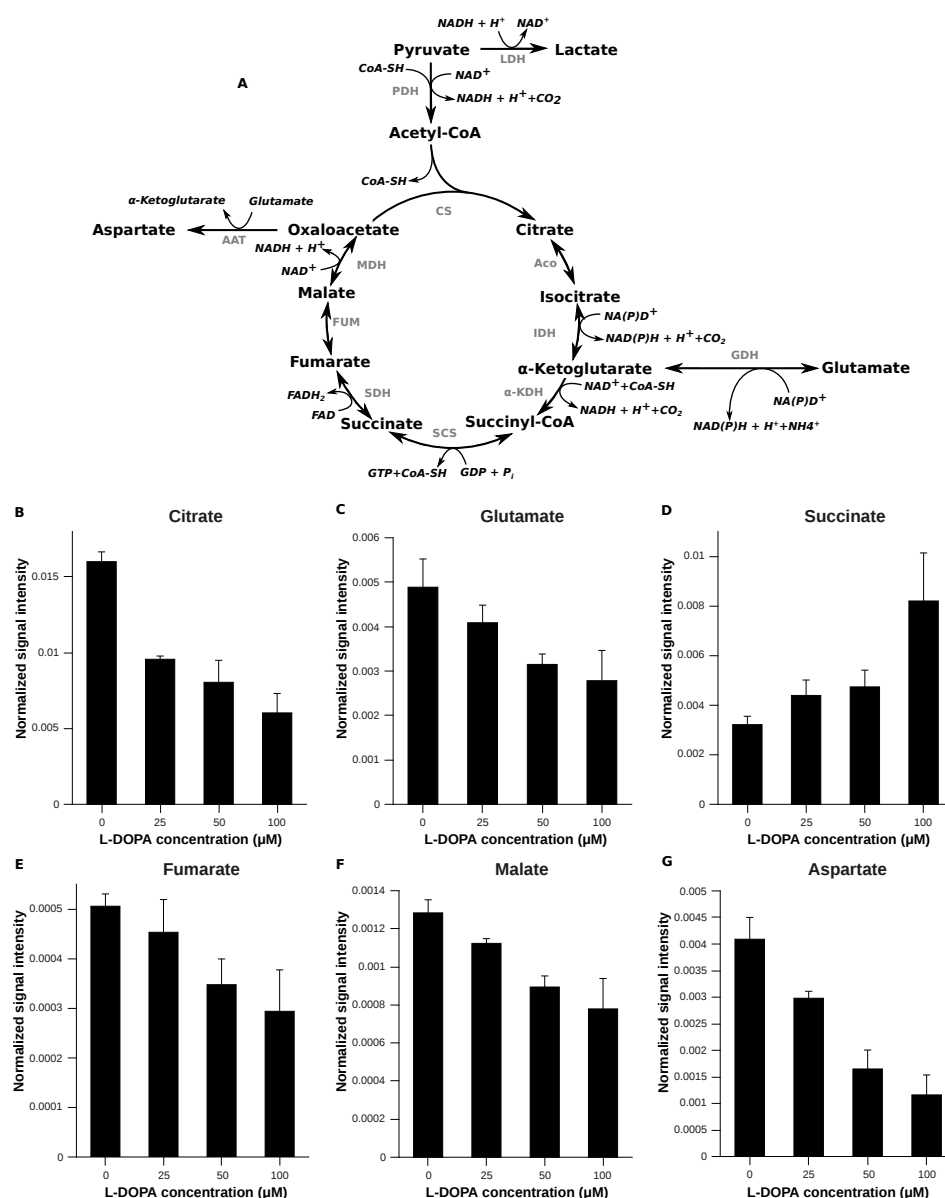 NADH + H+ NAD+
Pyruvate Lactate
LDH
A
CoA-SH NAD+
PDH
NADH + H++CO2
Acetyl-CoA
CoA-SH
CS
α-Ketoglutarate Glutamate
Aspartate Oxaloacetate Citrate
AAT
NADH + H+
MDH Aco
NAD+
Malate Isocitrate
NA(P)D+
FUM IDH
NAD(P)H + H++CO2
GDH
Fumarate α-Ketoglutarate Glutamate
NAD++CoA-SH
FADH2 SDH α-KDH
NA(P)D+
FAD NADH + H++CO2
Succinate Succinyl-CoA
SCS
NAD(P)H + H++NH4+
GTP+CoA-SH GDP + Pi
B Citrate
Normalized signal intensity
0.015
0.01
0.005
0
0 25 50 100
L-DOPA concentration (µM)
C Glutamate
Normalized signal intensity
0.006
0.005
0.004
0.003
0.002
0.001
0
0 25 50 100
L-DOPA concentration (µM)
D Succinate
Normalized signal intensity
0.01
0.008
0.006
0.004
0.002
0
0 25 50 100
L-DOPA concentration (µM)
E Fumarate
Normalized signal intensity
0.0005
0.0004
0.0003
0.0002
0.0001
0
0 25 50 100
L-DOPA concentration (µM)
F Malate
Normalized signal intensity
0.0014
0.0012
0.001
0.0008
0.0006
0.0004
0.0002
0
0 25 50 100
L-DOPA concentration (µM)
G Aspartate
Normalized signal intensity
0.005
0.0045
0.004
0.0035
0.003
0.0025
0.002
0.0015
0.001
0.0005
0
0 25 50 100
L-DOPA concentration (µM)